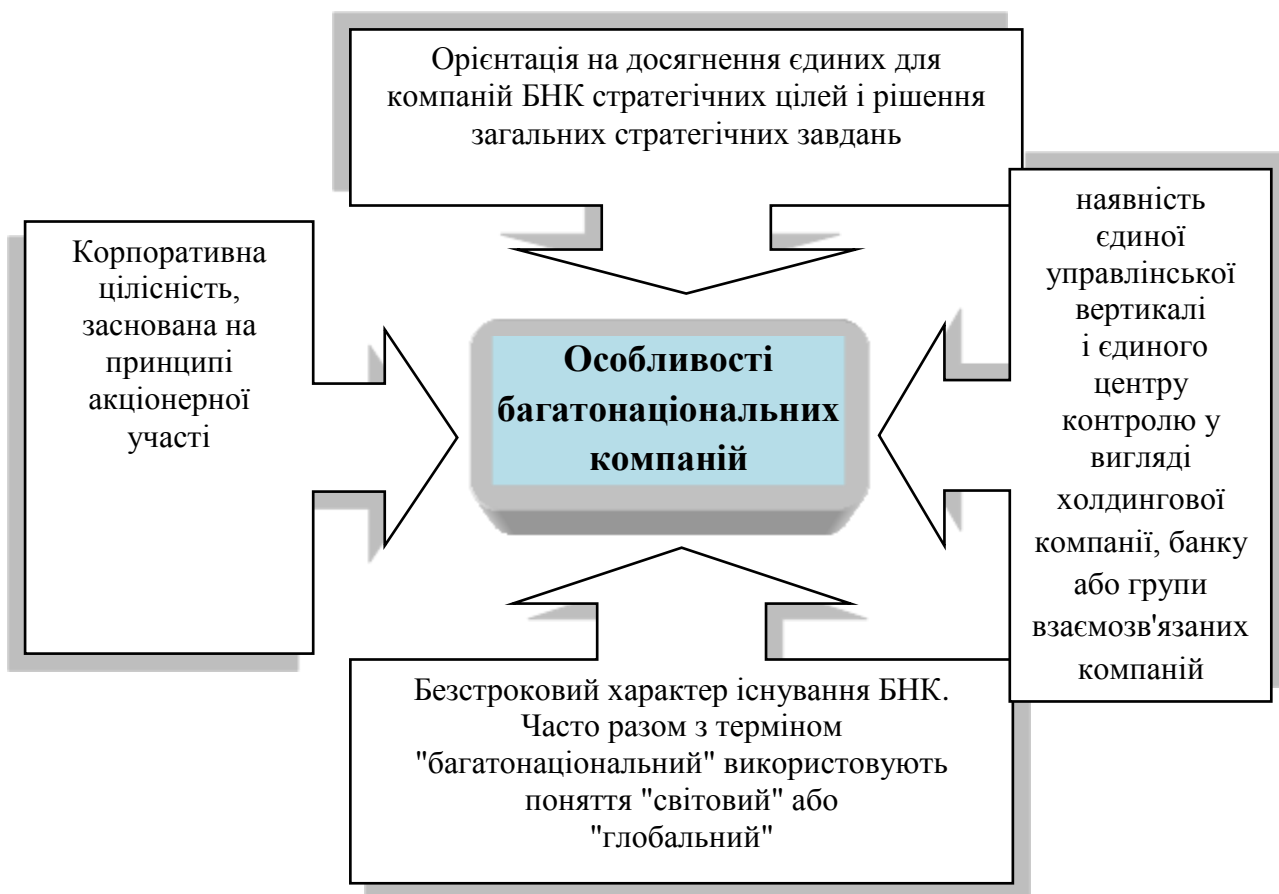 Орієнтація на досягнення єдиних для
компаній БНК стратегічних цілей і рішення
загальних стратегічних завдань
Корпоративна
цілісність,
заснована на
принципі
акціонерної
участі
Особливості
багатонаціональних
компаній
наявність
єдиної
управлінської
вертикалі
і єдиного
центру
контролю у
вигляді
холдингової
компанії, банку
або групи
взаємозв'язаних
компаній
Безстроковий характер існування БНК.
Часто разом з терміном
"багатонаціональний" використовують
поняття "світовий" або
"глобальний"